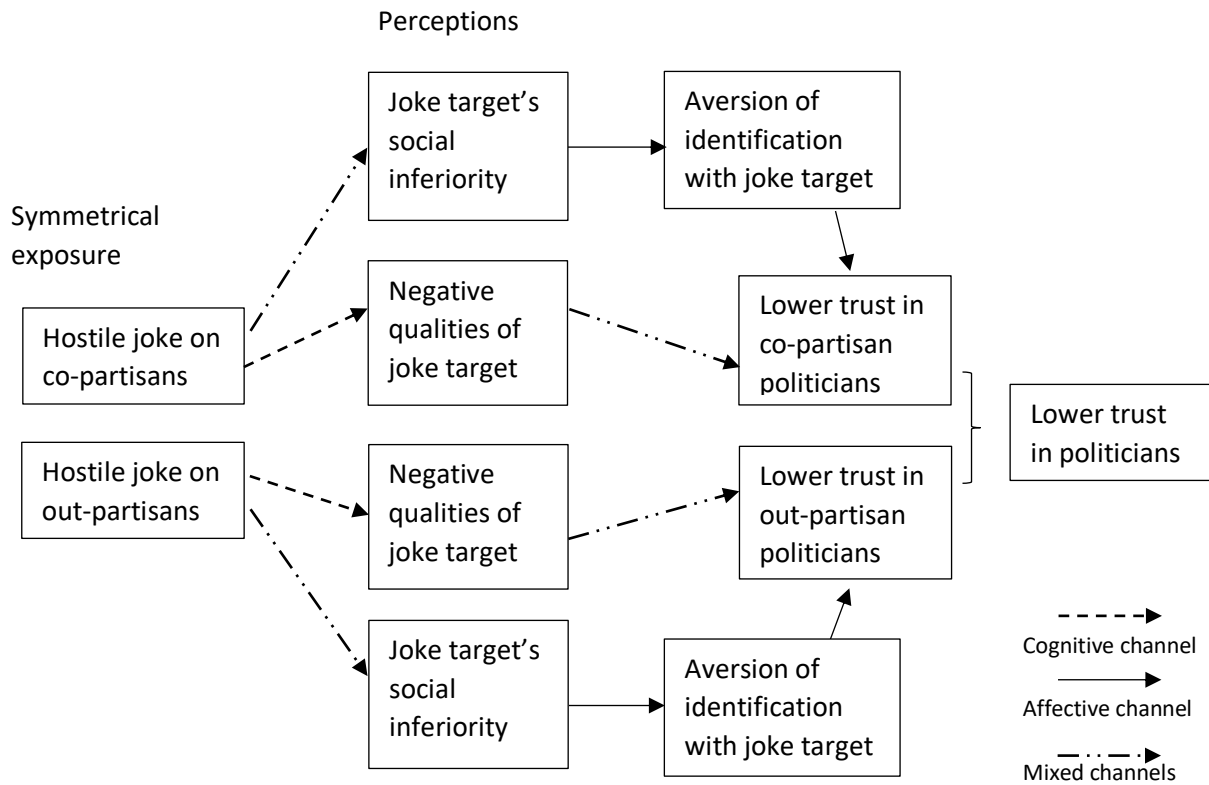 Perceptions
Symmetrical
exposure
Joke target’s
social
inferiority
Aversion of
identification
with joke target
Hostile joke on
co-partisans
Negative
qualities of
joke target
Lower trust in
co-partisan
politicians
Lower trust
in politicians
Hostile joke on
out-partisans
Negative
qualities of
joke target
Lower trust in
out-partisan
politicians
Joke target’s
social
inferiority
Aversion of
identification
with joke target
Cognitive channel
Affective channel
Mixed channels